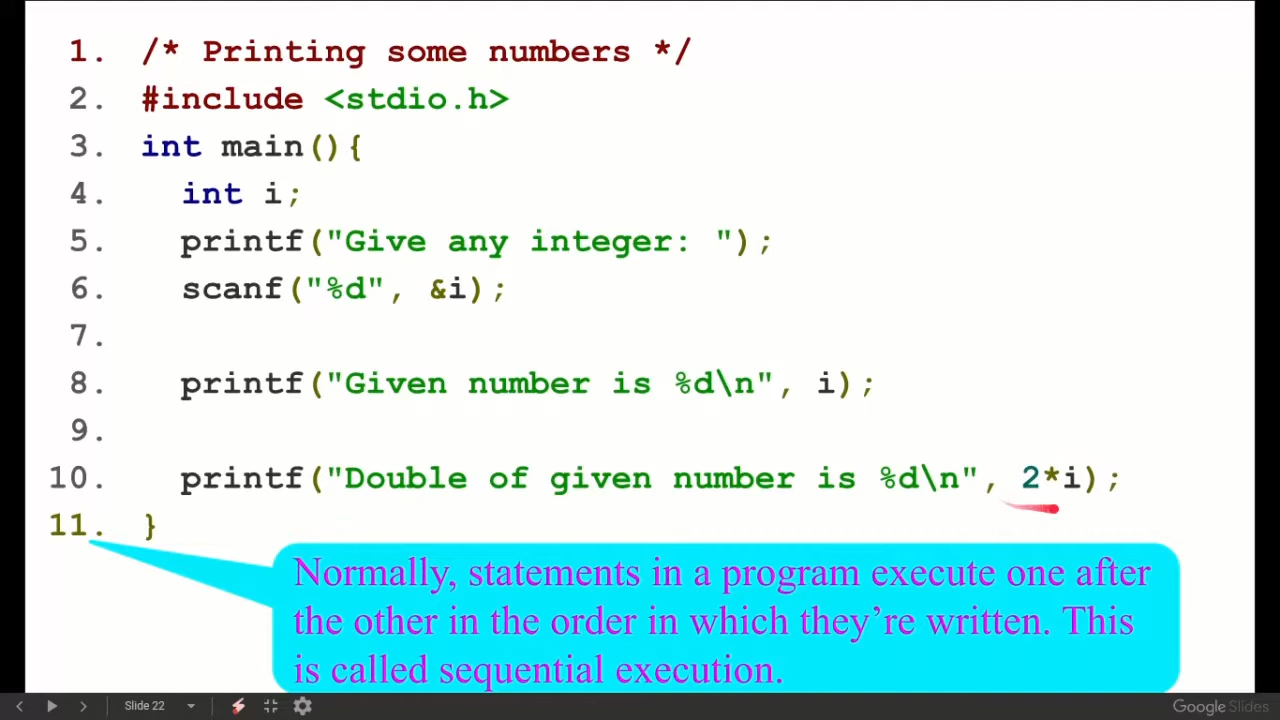 1. /* Printing some numbers */
2. #include <stdio.h>
3. int main(){
4. int i;
5. printf("Give any integer: ");
6. scanf("%d", &i);
7.
8. printf("Given number is %d\n", i);
9.
10. printf("Double of given number is %d\n", 2*i);
11. }
Normally, statements in a program execute one after
the other in the order in which they’re written. This
is called sequential execution.
Slide 22
Google Slides